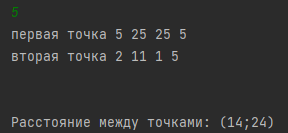 5
первая точка 5 25 25 5
вторая точка 2 11 1 5
Расстояние между точками: (14;24)